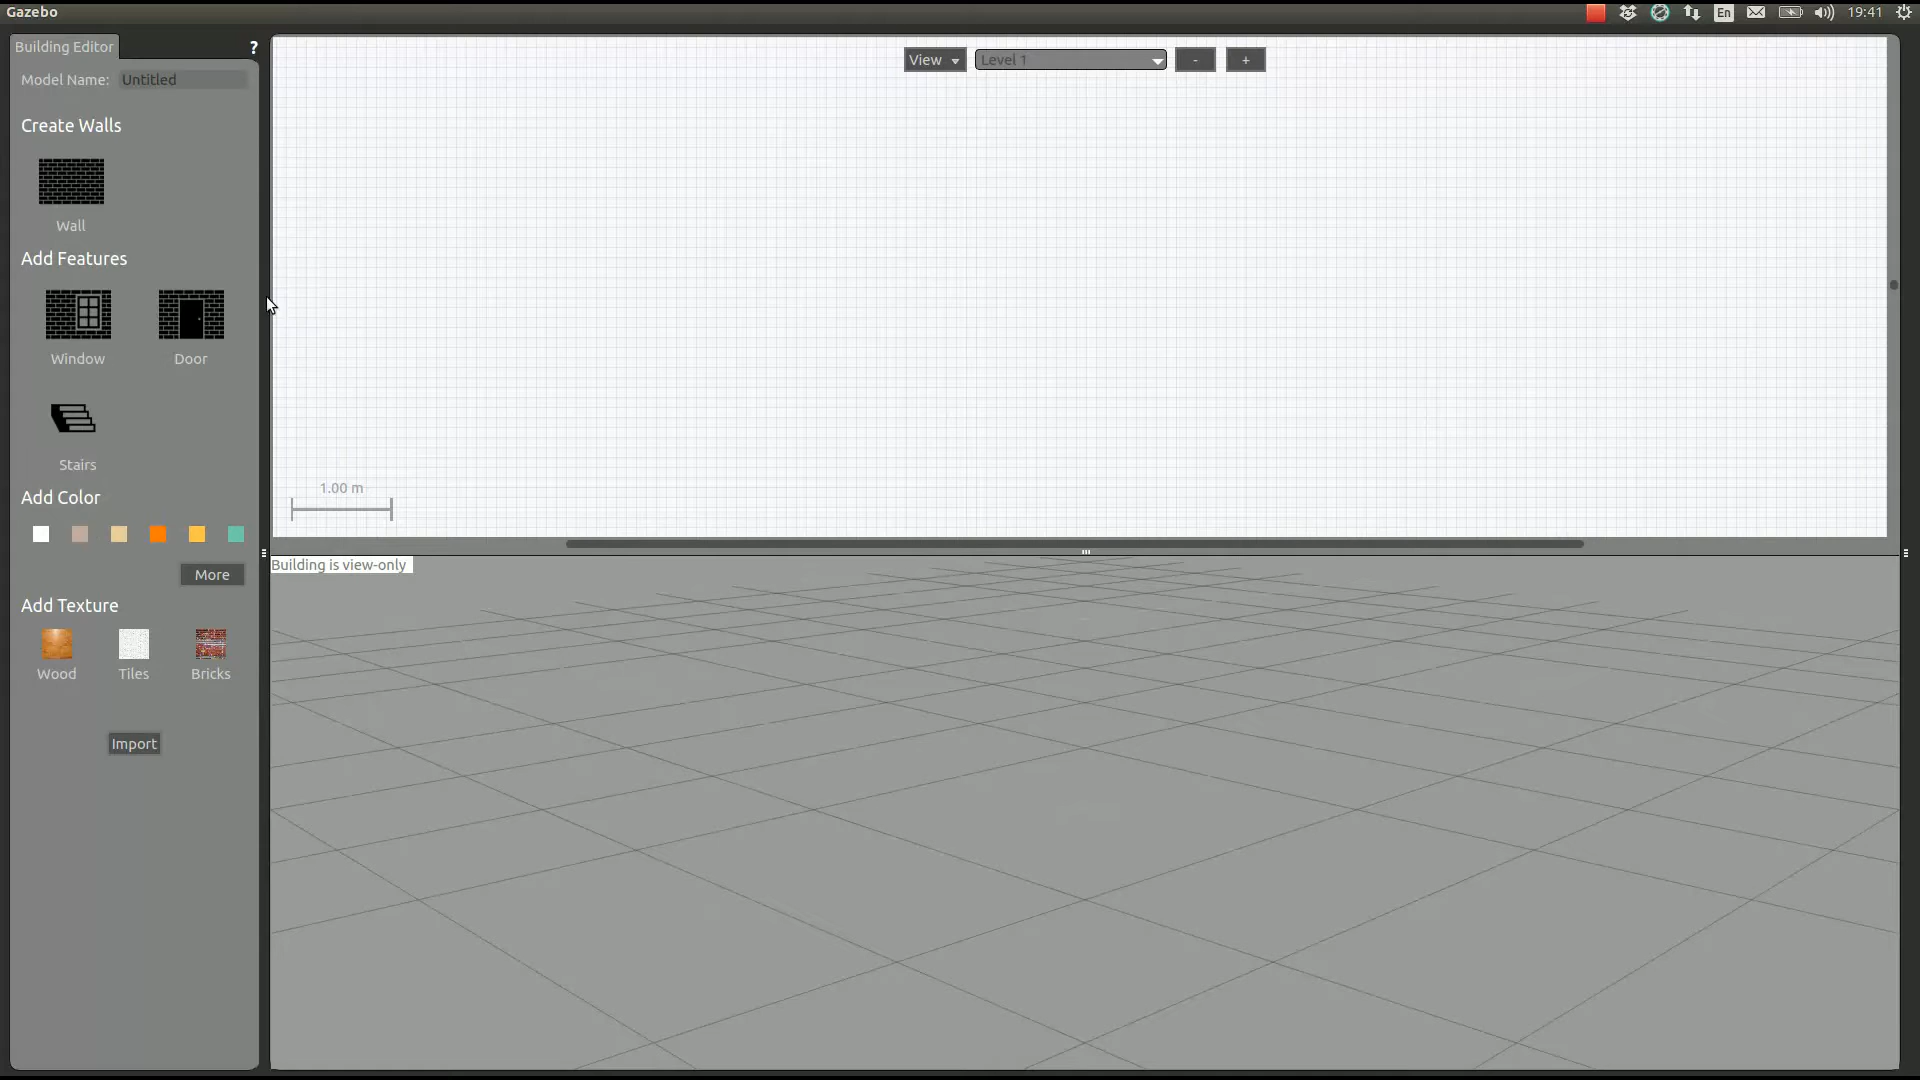 Gazebo
En
19:41
Building Editor
?
Model Name: Untitled
View
Level 1
-
+
Create Walls
Wall
Add Features
Window
Door
Stairs
1.00 m
Add Color
Building is view-only
More
Add Texture
Wood
Tiles
Bricks
Import